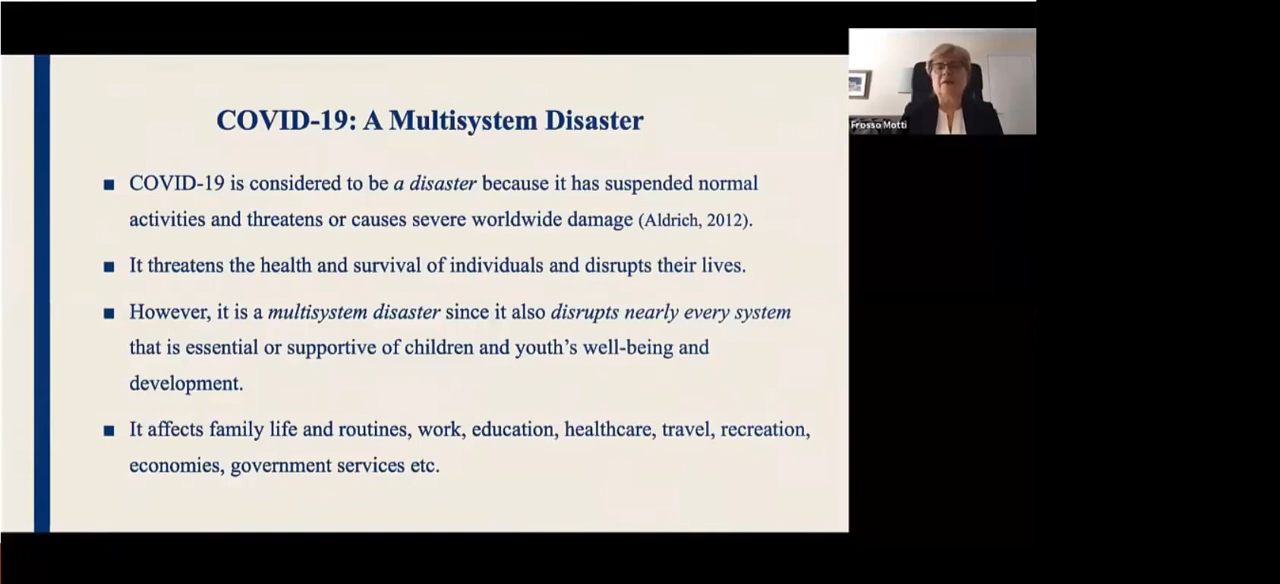 COVID-19: A Multisystem Disaster
■ COVID-19 is considered to be a disaster because it has suspended normal
activities and threatens or causes severe worldwide damage (Aldrich, 2012).
■ It threatens the health and survival of individuals and disrupts their lives.
■ However, it is a multisystem disaster since it also disrupts nearly every system
that is essential or supportive of children and youth’s well-being and
development.
■ It affects family life and routines, work, education, healthcare, travel, recreation,
economies, government services etc.
Frosso Motti